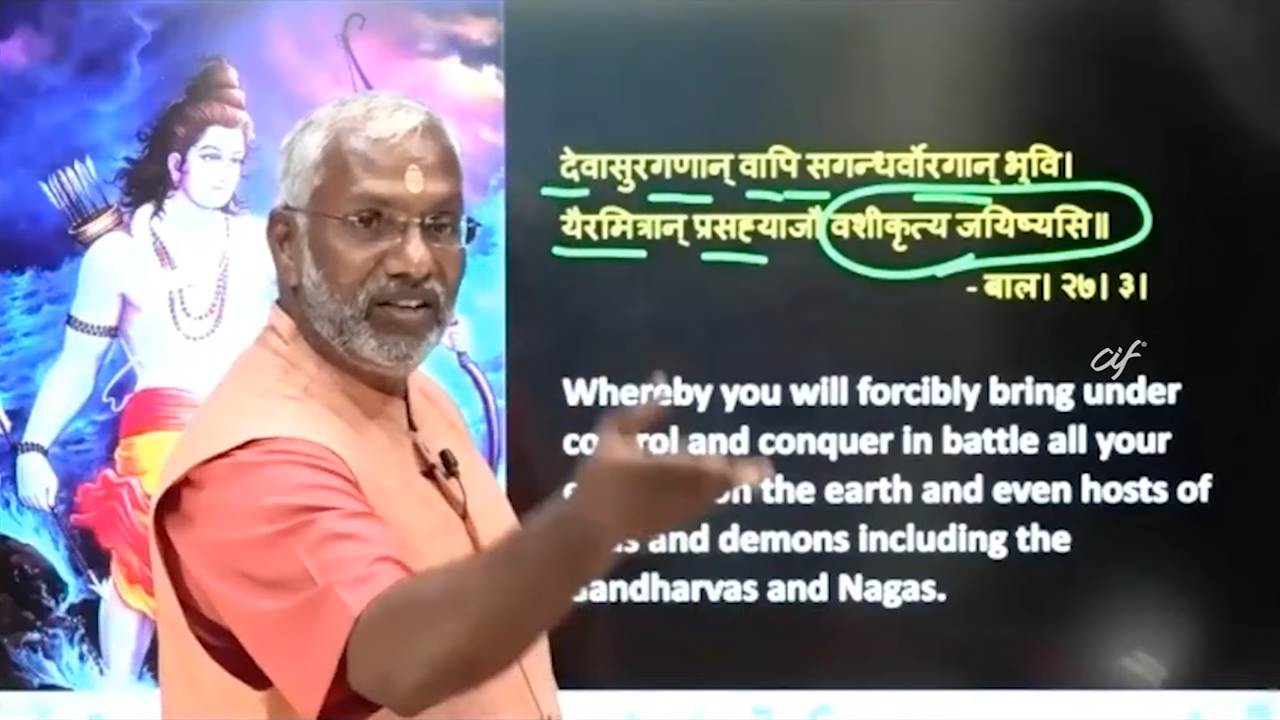 देवासुरगणान् वापि सगन्धर्वोरगान् भुवि।
यैरमित्रान् प्रसह्याजौ वशीकृत्य जयिष्यसि॥
- बाल। २७। ३।
cif
Whereby you will forcibly bring under
and conquer in battle all your
the earth and even hosts of
and demons including the
and Nagas.